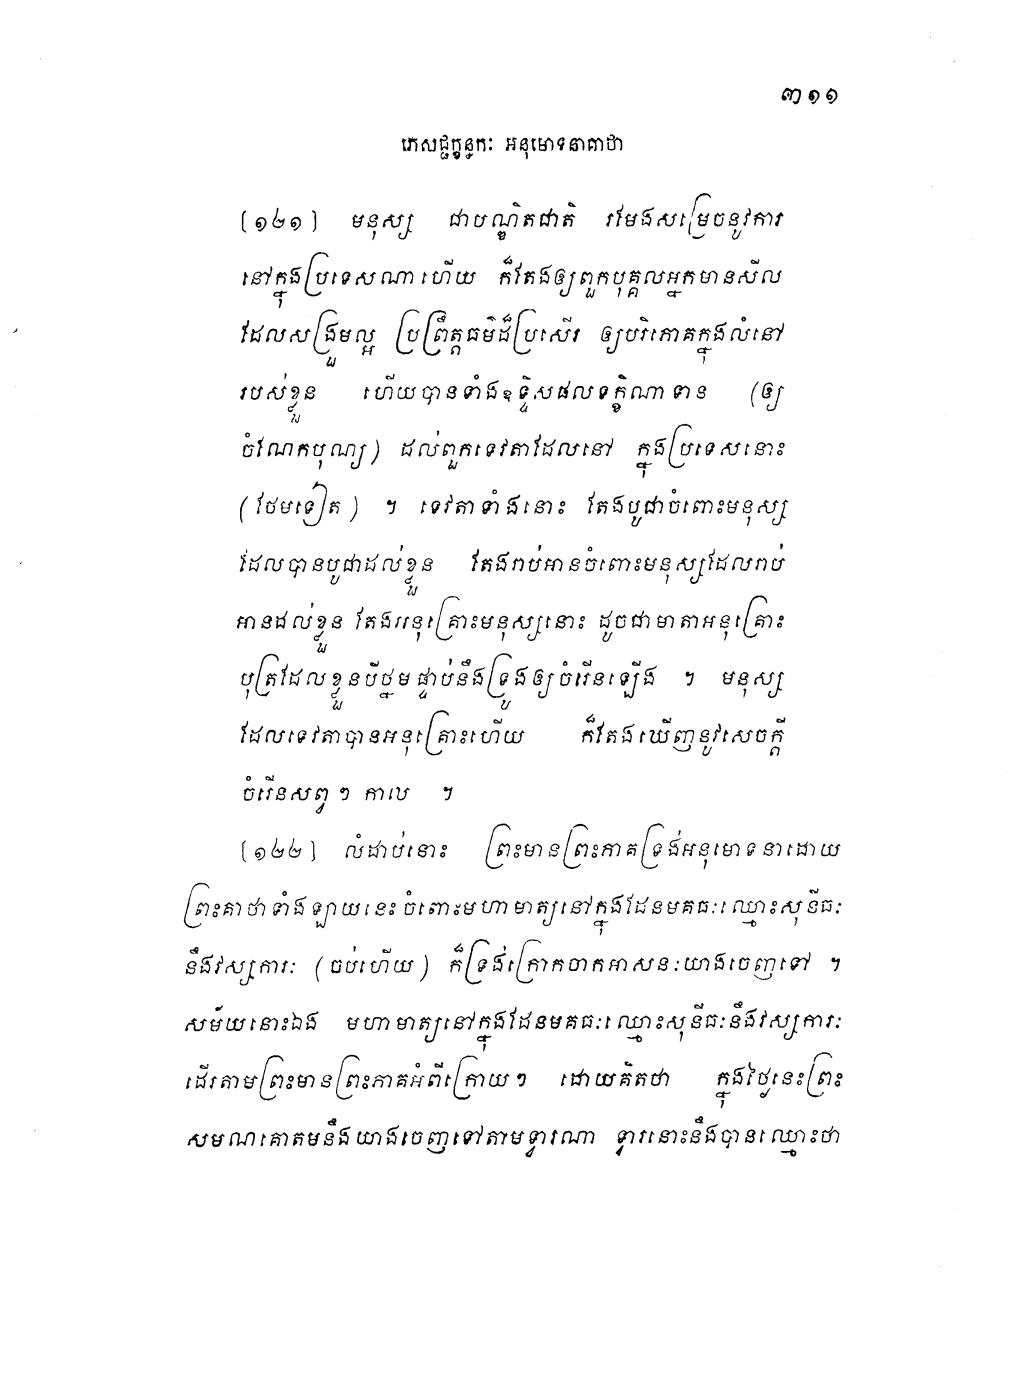 ៣១១
ភេសជ្ជក្ខន្ធកៈ អនុមោទនាគាថា
[១២១] មនុស្ស ជាបណ្ឌិតជាតិ រមែងសម្រេចនូវការ
នៅក្នុងប្រទេសណាហើយ ក៏តែងឲ្យពួកបុគ្គលអ្នកមានសីល
ដែលសង្រួមល្អ ប្រព្រឹត្តធម៌ដ៏ប្រសើរ ឲ្យបរិភោគក្នុងលំនៅ
របស់ខ្លួន ហើយបានទាំងឧទ្ទិសផលទក្ខិណាទាន (ឲ្យ
ចំណែកបុណ្យ) ដល់ពួកទេវតាដែលនៅ ក្នុងប្រទេសនោះ
(ថែមទៀត) ។ ទេវតាទាំងនោះ តែងបូជាចំពោះមនុស្ស
ដែលបានបូជាដល់ខ្លួន តែងរាប់អានចំពោះមនុស្សដែលរាប់
អានដល់ខ្លួន តែងអនុគ្រោះមនុស្សនោះ ដូចជាមាតាអនុគ្រោះ
បុត្រដែលខ្លួនបីថ្នមផ្ទាប់នឹងទ្រូងឲ្យចំរើនឡើង ។ មនុស្ស
ដែលទេវតាបានអនុគ្រោះហើយ ក៏តែងឃើញនូវសេចក្តី
ចំរើនសព្វៗ កាល ។
[១២២] លំដាប់នោះ ព្រះមានព្រះភាគទ្រង់អនុមោទនាដោយ
ព្រះគាថាទាំងឡាយនេះចំពោះមហាមាត្យនៅក្នុងដែនមគធៈឈ្មោះសុនីធៈ
នឹងវស្សការៈ (ចប់ហើយ) ក៏ទ្រង់ក្រោកចាកអាសនៈយាងចេញទៅ ។
សម័យនោះឯង មហាមាត្យនៅក្នុងដែនមគធៈឈ្មោះសុនីធៈនឹងវស្សការៈ
ដើរតាមព្រះមានព្រះភាគអំពីក្រោយៗ ដោយគិតថា ក្នុងថ្ងៃនេះព្រះ
សមណគោតមនឹងយាងចេញទៅតាមទ្វារណា ទ្វារនោះនឹងបានឈ្មោះថា